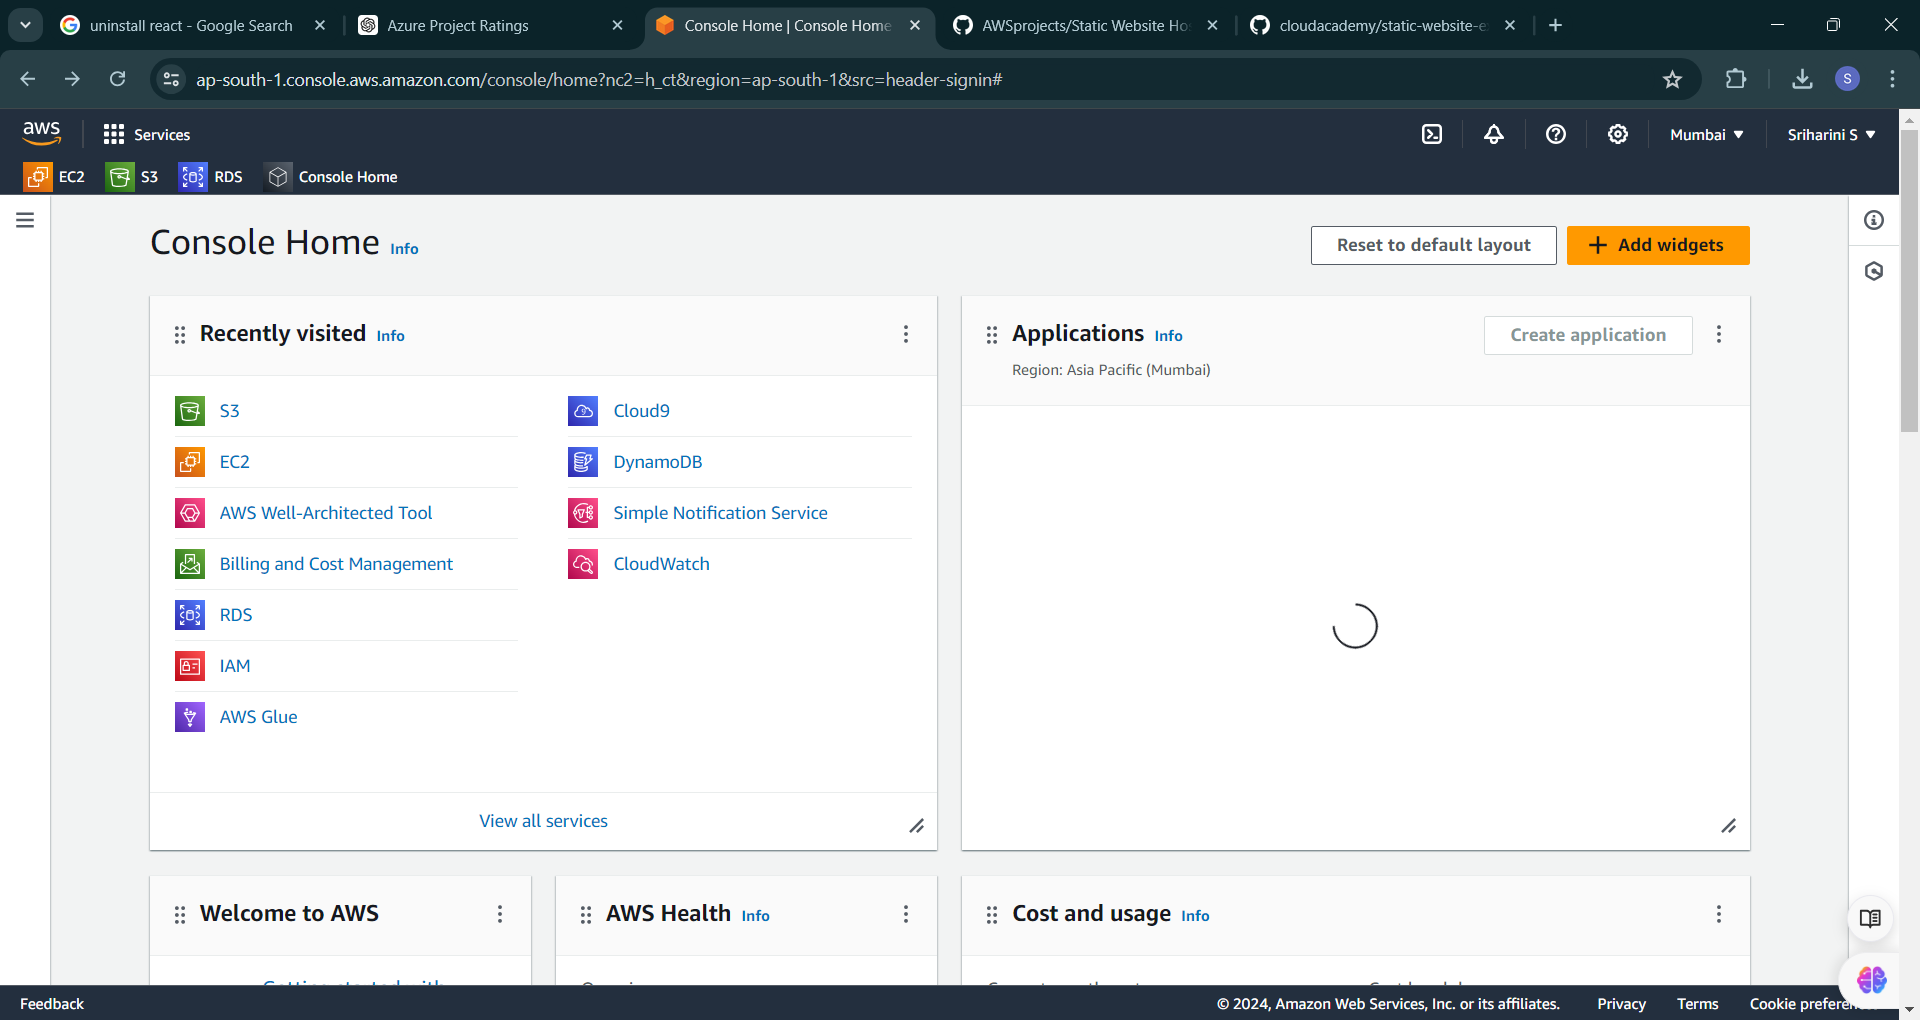 uninstall react - Google Search
Azure Project Ratings
Console Home | Console Home
AWSprojects/Static Website Ho
cloudacademy/static-website-e
ap-south-1.console.aws.amazon.com/console/home?nc2=h_ct&region=ap-south-1&src=header-signin#
S
aws
Services
Mumbai
Sriharini S
EC2
S3
RDS
Console Home
Console Home Info
Reset to default layout
Add widgets
Recently visited Info
S3
EC2
AWS Well-Architected Tool
Billing and Cost Management
RDS
IAM
AWS Glue
Cloud9
DynamoDB
Simple Notification Service
CloudWatch
View all services
Applications Info
Region: Asia Pacific (Mumbai)
Create application
Welcome to AWS
AWS Health Info
Cost and usage Info
Getting started with
Feedback
© 2024, Amazon Web Services, Inc. or its affiliates.
Privacy
Terms
Cookie prefere